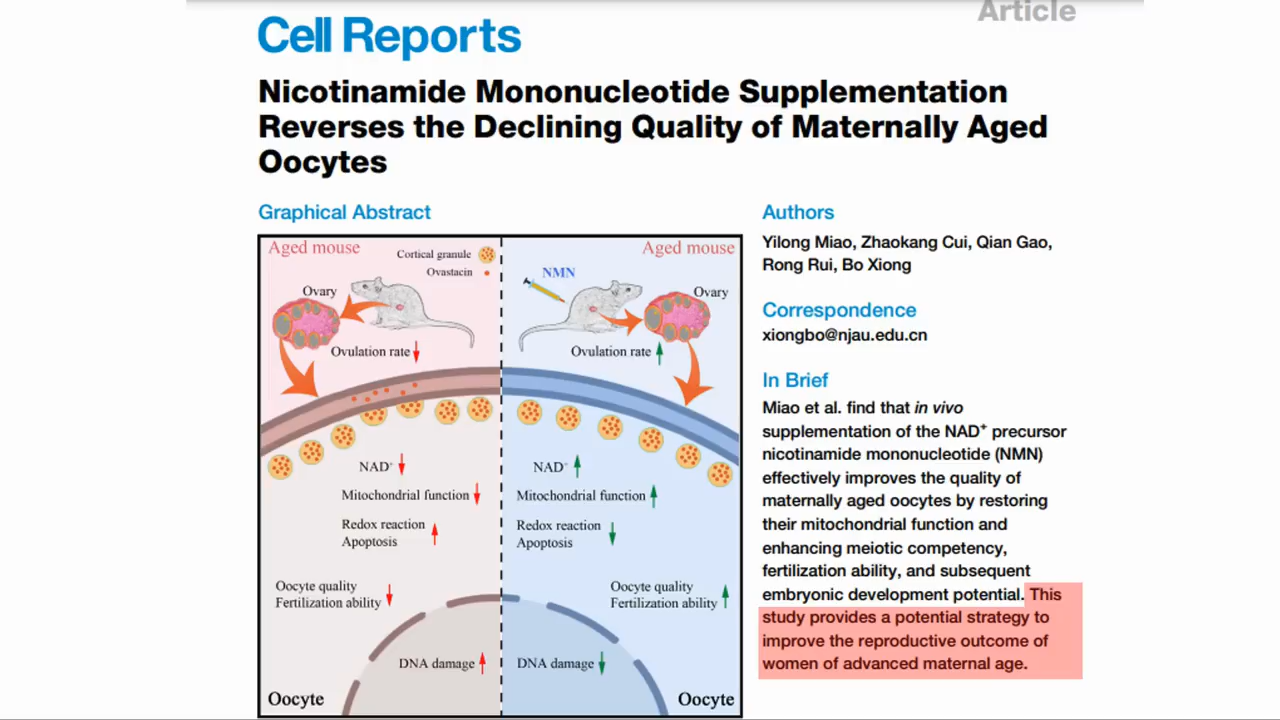 Article
Cell Reports
Nicotinamide Mononucleotide Supplementation
Reverses the Declining Quality of Maternally Aged
Oocytes
Graphical Abstract
Aged mouse
Cortical granule
Ovastacin
Ovary
Ovulation rate
NAD⁺
Mitochondrial function
Redox reaction
Apoptosis
Oocyte quality
Fertilization ability
DNA damage
Oocyte
Aged mouse
NMN
Ovary
Ovulation rate
NAD⁺
Mitochondrial function
Redox reaction
Apoptosis
Oocyte quality
Fertilization ability
DNA damage
Oocyte
Authors
Yilong Miao, Zhaokang Cui, Qian Gao,
Rong Rui, Bo Xiong
Correspondence
xiongbo@njau.edu.cn
In Brief
Miao et al. find that in vivo
supplementation of the NAD⁺ precursor
nicotinamide mononucleotide (NMN)
effectively improves the quality of
maternally aged oocytes by restoring
their mitochondrial function and
enhancing meiotic competency,
fertilization ability, and subsequent
embryonic development potential. This
study provides a potential strategy to
improve the reproductive outcome of
women of advanced maternal age.